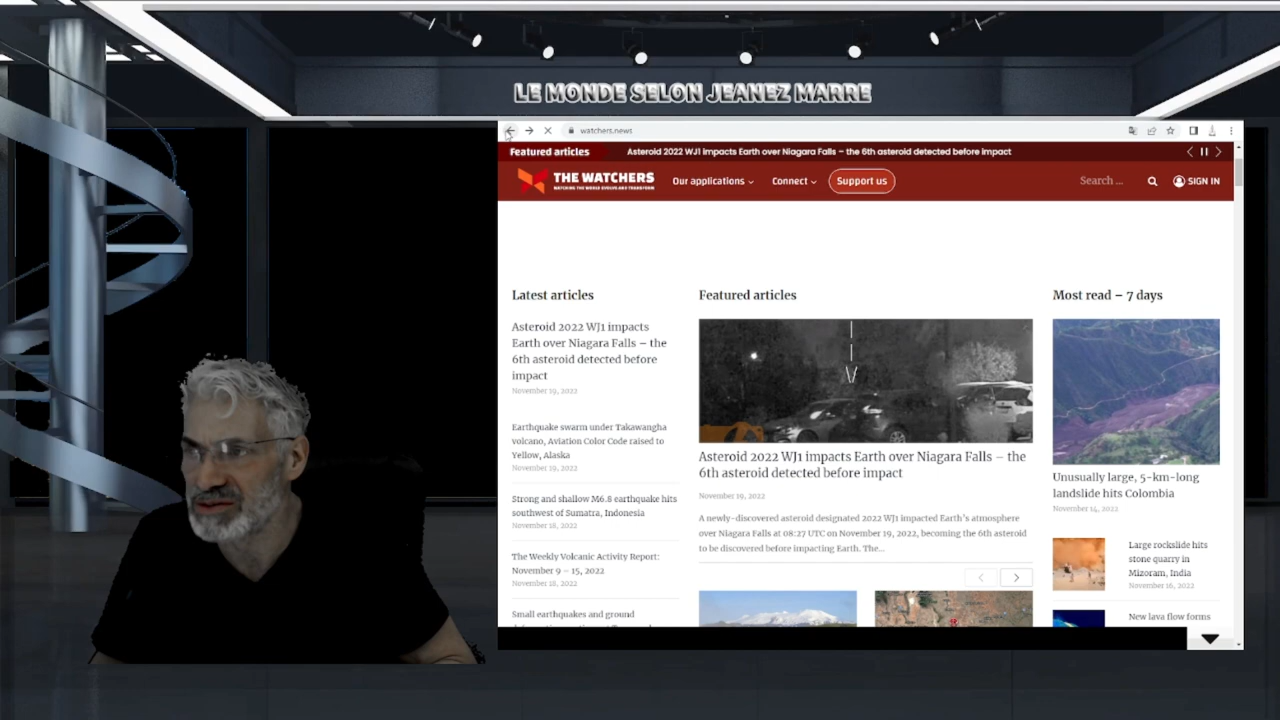 LE MONDE SELON JEANEZ MARRE
watchers.news
Featured articles
Asteroid 2022 WJ1 impacts Earth over Niagara Falls – the 6th asteroid detected before impact
THE WATCHERS
WATCHING THE WORLD EVOLVE AND TRANSFORM
Our applications
Connect
Support us
Search ...
SIGN IN
Latest articles
Asteroid 2022 WJ1 impacts
Earth over Niagara Falls – the
6th asteroid detected before
impact
November 19, 2022
Earthquake swarm under Takawangha
volcano, Aviation Color Code raised to
Yellow, Alaska
November 19, 2022
Strong and shallow M6.8 earthquake hits
southwest of Sumatra, Indonesia
November 18, 2022
The Weekly Volcanic Activity Report:
November 9 – 15, 2022
November 18, 2022
Small earthquakes and ground
Featured articles
Asteroid 2022 WJ1 impacts Earth over Niagara Falls – the
6th asteroid detected before impact
November 19, 2022
A newly-discovered asteroid designated 2022 WJ1 impacted Earth's atmosphere
over Niagara Falls at 08:27 UTC on November 19, 2022, becoming the 6th asteroid
to be discovered before impacting Earth. The...
Most read – 7 days
Unusually large, 5-km-long
landslide hits Colombia
November 14, 2022
Large rockslide hits
stone quarry in
Mizoram, India
November 16, 2022
New lava flow forms